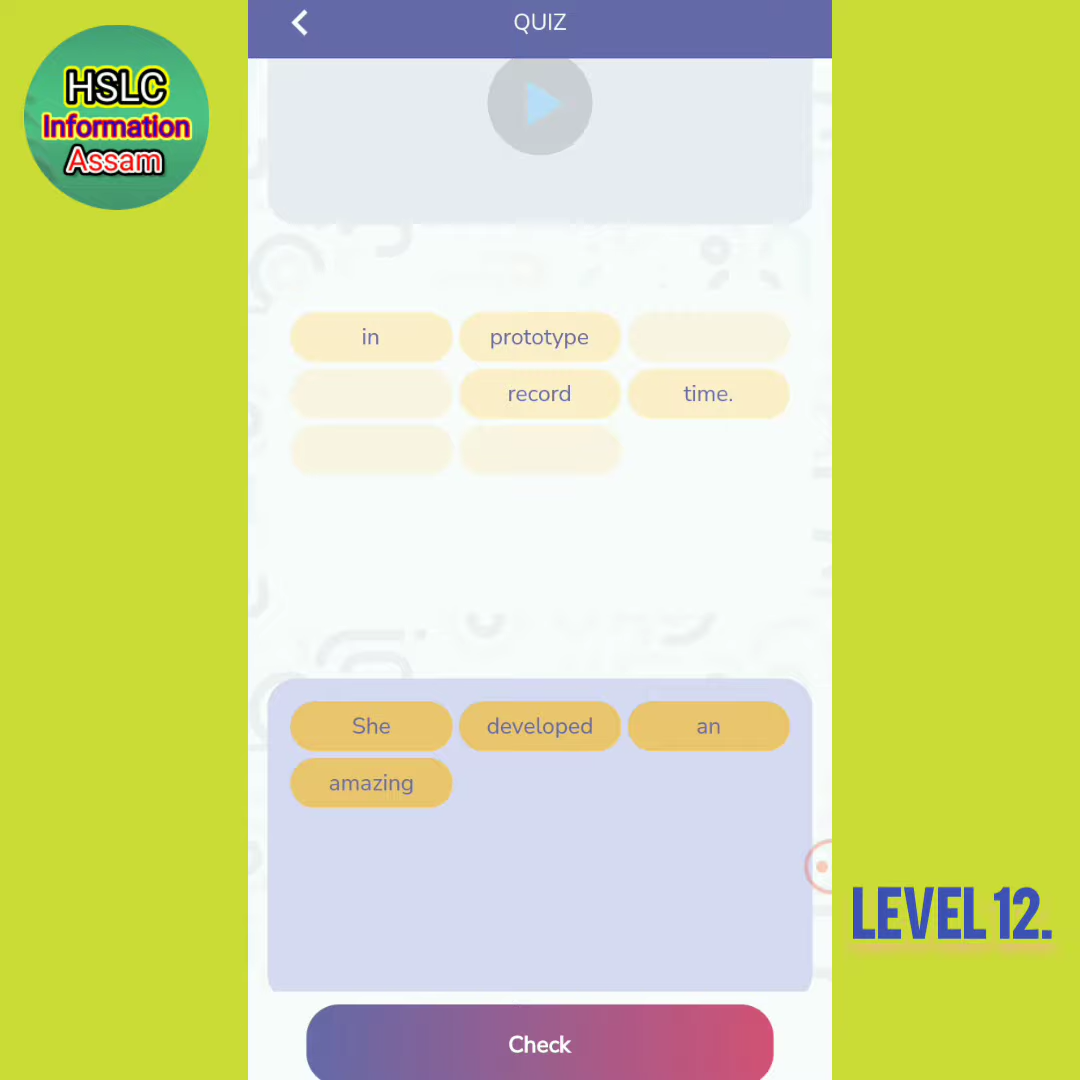 QUIZ
HSLC
Information
Assam
in prototype
record time.
She developed an
amazing
LEVEL 12.
Check